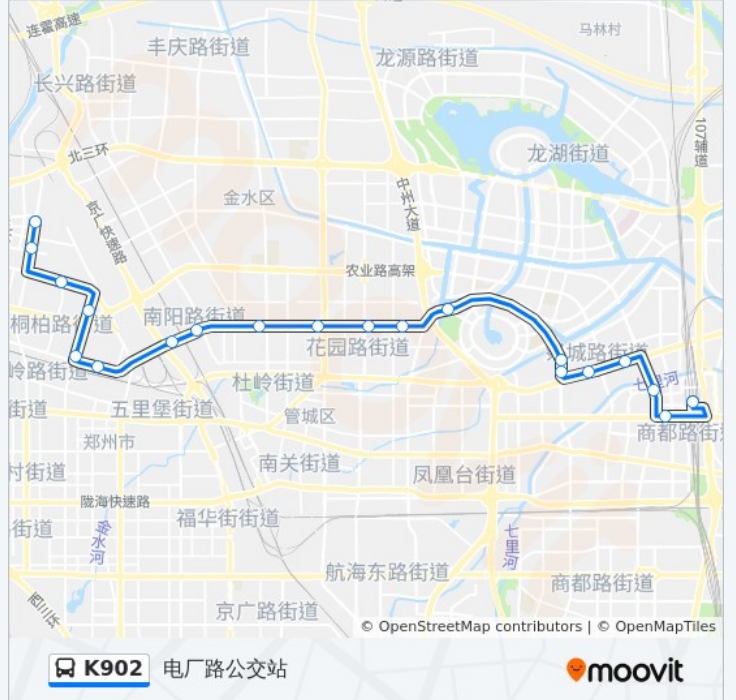 连霍高速
丰庆路街道
马林村
龙源路街道
长兴路街道
107辅道
北三环
龙湖街道
金水区
中州大道
京广快速路
农业路高架
南阳路街道
桐柏路街道
花园路街道
城路街道
岭路街道
杜岭街道
七里河
街道
五里堡街道
管城区
商都路街
郑州市
南关街道
村街道
凤凰台街道
陇海快速路
福华街街道
街道
金水河
七里河
航海东路街道
商都路街道
西三环
京广路街道
© OpenStreetMap contributors | © OpenMapTiles
K902 电厂路公交站
moovit